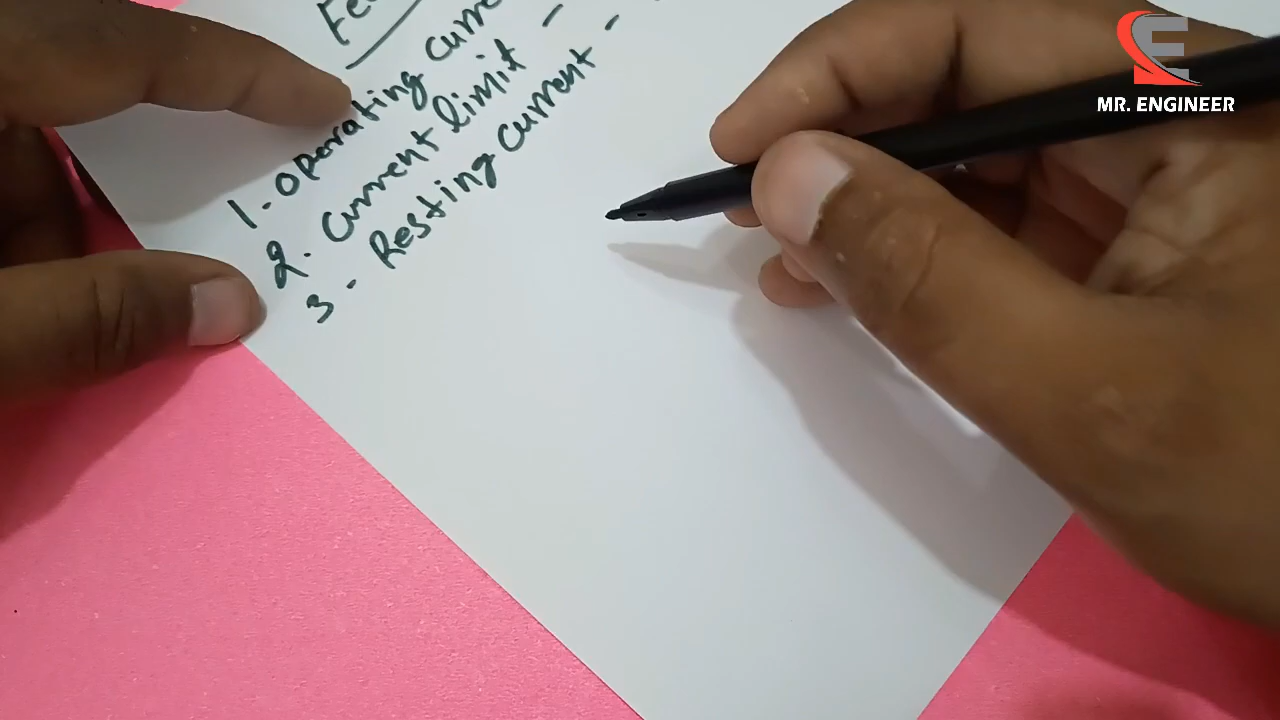 1. Operating
2. Current limit -
3. Resting current -
MR. ENGINEER